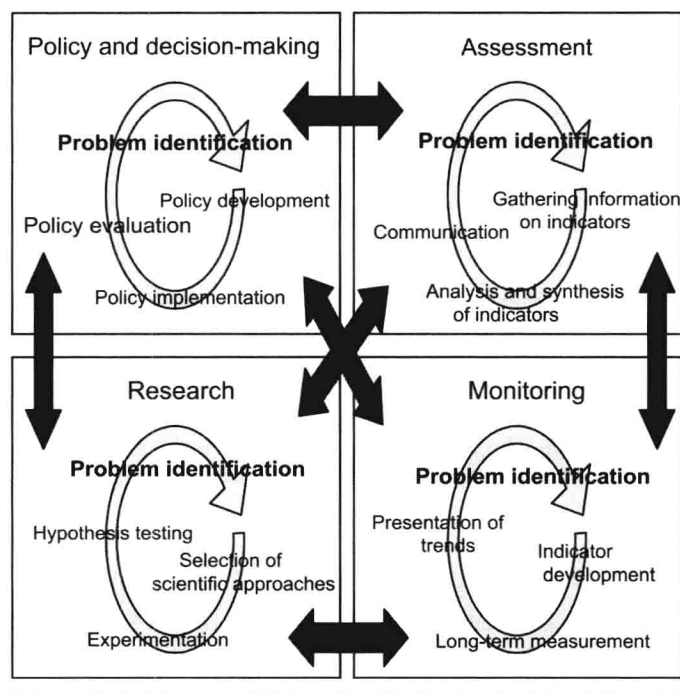 Policy and decision-making
Problem identification
Policy development
Policy evaluation
Policy implementation
Assessment
Problem identification
Gathering information
on indicators
Communication
Analysis and synthesis
of indicators
Research
Problem identification
Hypothesis testing
Selection of
scientific approaches
Experimentation
Monitoring
Problem identification
Presentation of
trends
Indicator
development
Long-term measurement